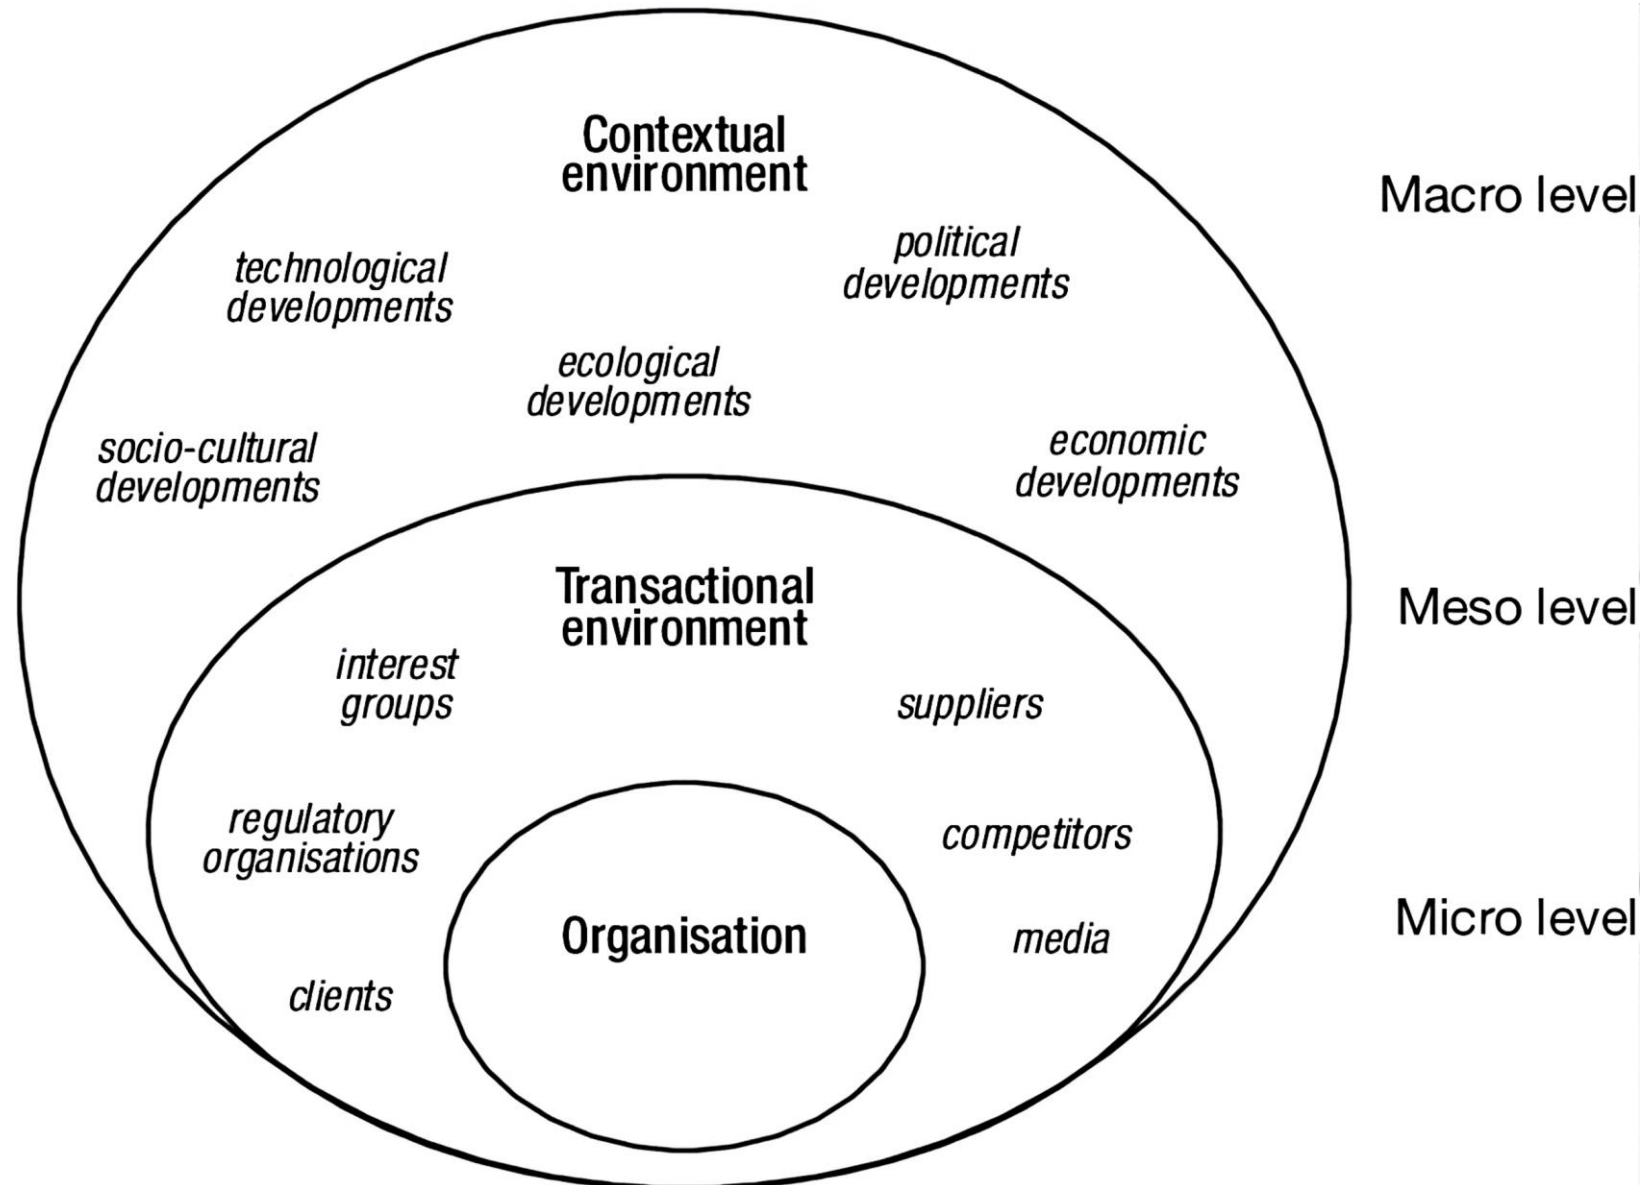 Contextual
environment
Macro level
political
developments
technological
developments
ecological
developments
economic
developments
socio-cultural
developments
Transactional
environment
Meso level
interest
groups
suppliers
regulatory
organisations
competitors
Organisation
Micro level
media
clients